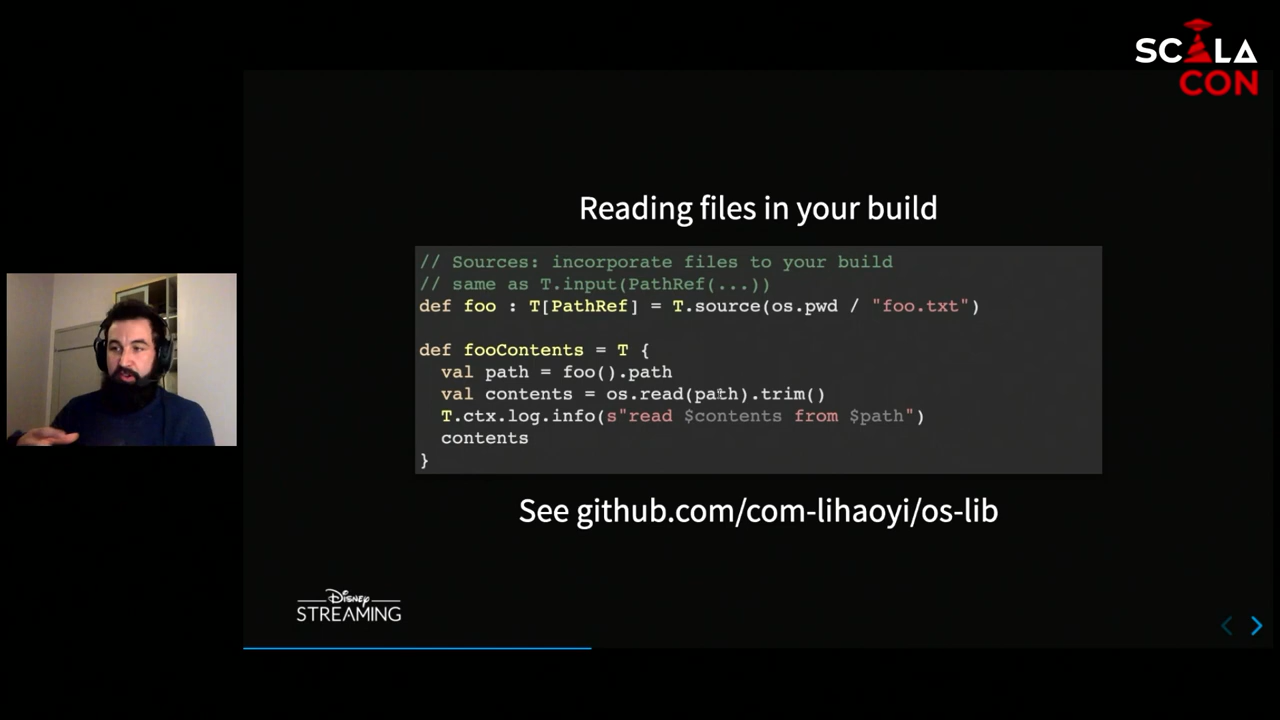 SCALA
CON
Reading files in your build
// Sources: incorporate files to your build
// same as T.input(PathRef(...))
def foo : T[PathRef] = T.source(os.pwd / "foo.txt")
def fooContents = T {
val path = foo().path
val contents = os.read(path).trim()
T.ctx.log.info(s"read $contents from $path")
contents
}
See github.com/com-lihaoyi/os-lib
Disney
STREAMING